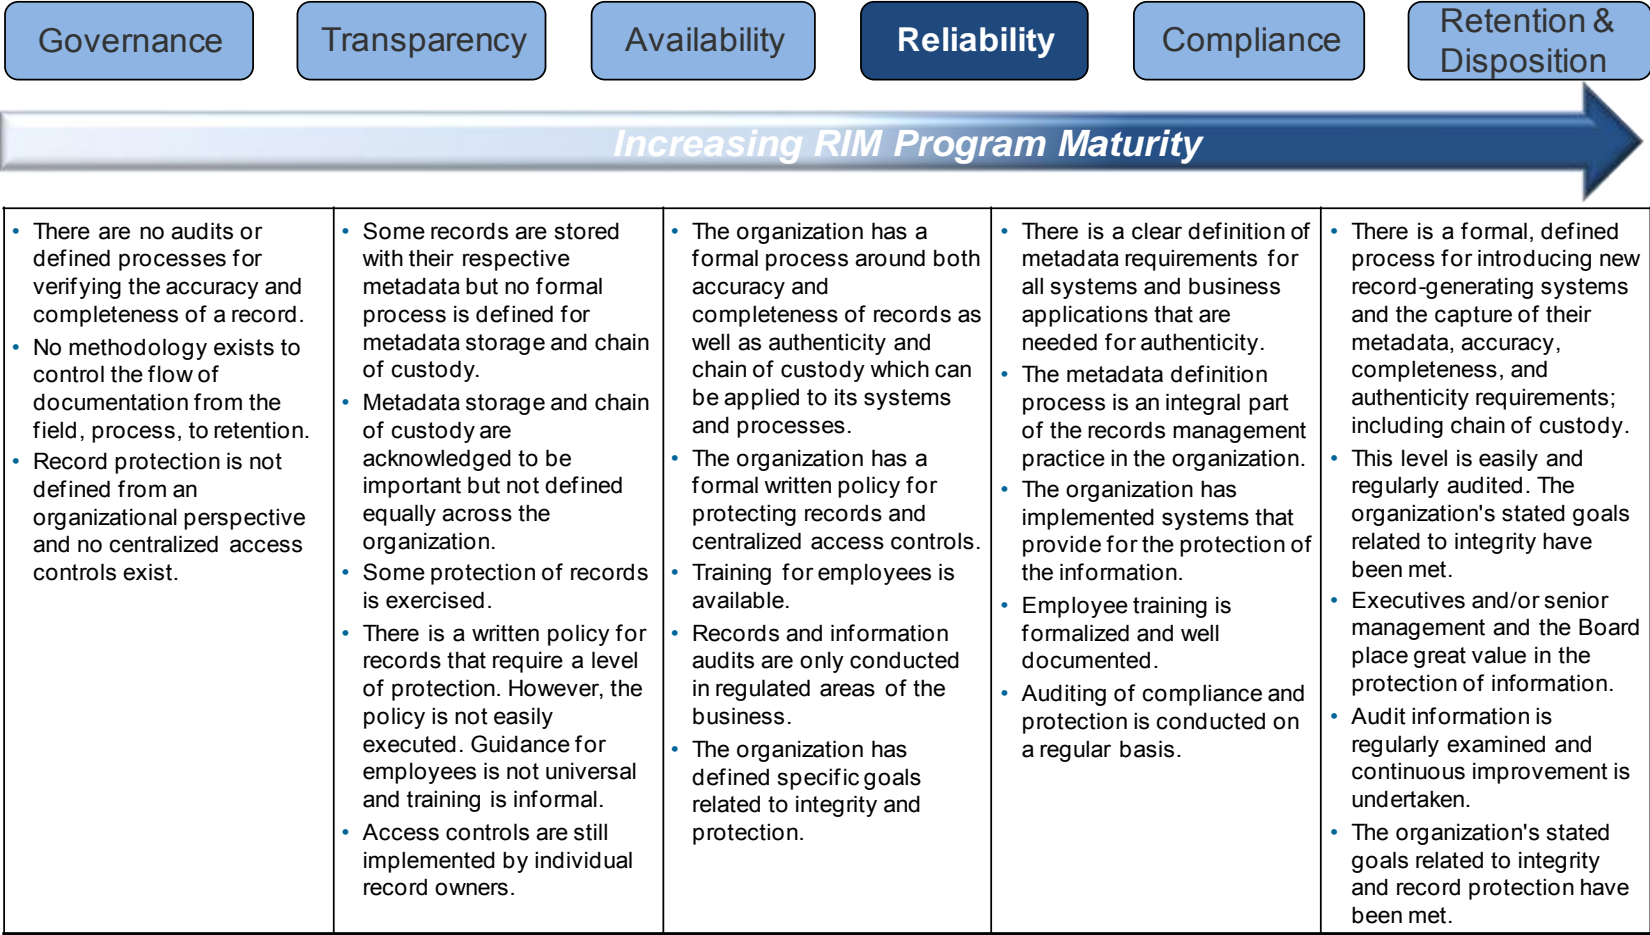 Governance
Transparency
Availability
Reliability
Compliance
Retention &
Disposition
Increasing RIM Program Maturity
• There are no audits or
defined processes for
verifying the accuracy and
completeness of a record.
• No methodology exists to
control the flow of
documentation from the
field, process, to retention.
• Record protection is not
defined from an
organizational perspective
and no centralized access
controls exist.
• Some records are stored
with their respective
metadata but no formal
process is defined for
metadata storage and chain
of custody.
• Metadata storage and chain
of custody are
acknowledged to be
important but not defined
equally across the
organization.
• Some protection of records
is exercised.
• There is a written policy for
records that require a level
of protection. However, the
policy is not easily
executed. Guidance for
employees is not universal
and training is informal.
• Access controls are still
implemented by individual
record owners.
• The organization has a
formal process around both
accuracy and
completeness of records as
well as authenticity and
chain of custody which can
be applied to its systems
and processes.
• The organization has a
formal written policy for
protecting records and
centralized access controls.
• Training for employees is
available.
• Records and information
audits are only conducted
in regulated areas of the
business.
• The organization has
defined specific goals
related to integrity and
protection.
• There is a clear definition of
metadata requirements for
all systems and business
applications that are
needed for authenticity.
• The metadata definition
process is an integral part
of the records management
practice in the organization.
• The organization has
implemented systems that
provide for the protection of
the information.
• Employee training is
formalized and well
documented.
• Auditing of compliance and
protection is conducted on
a regular basis.
• There is a formal, defined
process for introducing new
record-generating systems
and the capture of their
metadata, accuracy,
completeness, and
authenticity requirements;
including chain of custody.
• This level is easily and
regularly audited. The
organization's stated goals
related to integrity have
been met.
• Executives and/or senior
management and the Board
place great value in the
protection of information.
• Audit information is
regularly examined and
continuous improvement is
undertaken.
• The organization's stated
goals related to integrity
and record protection have
been met.